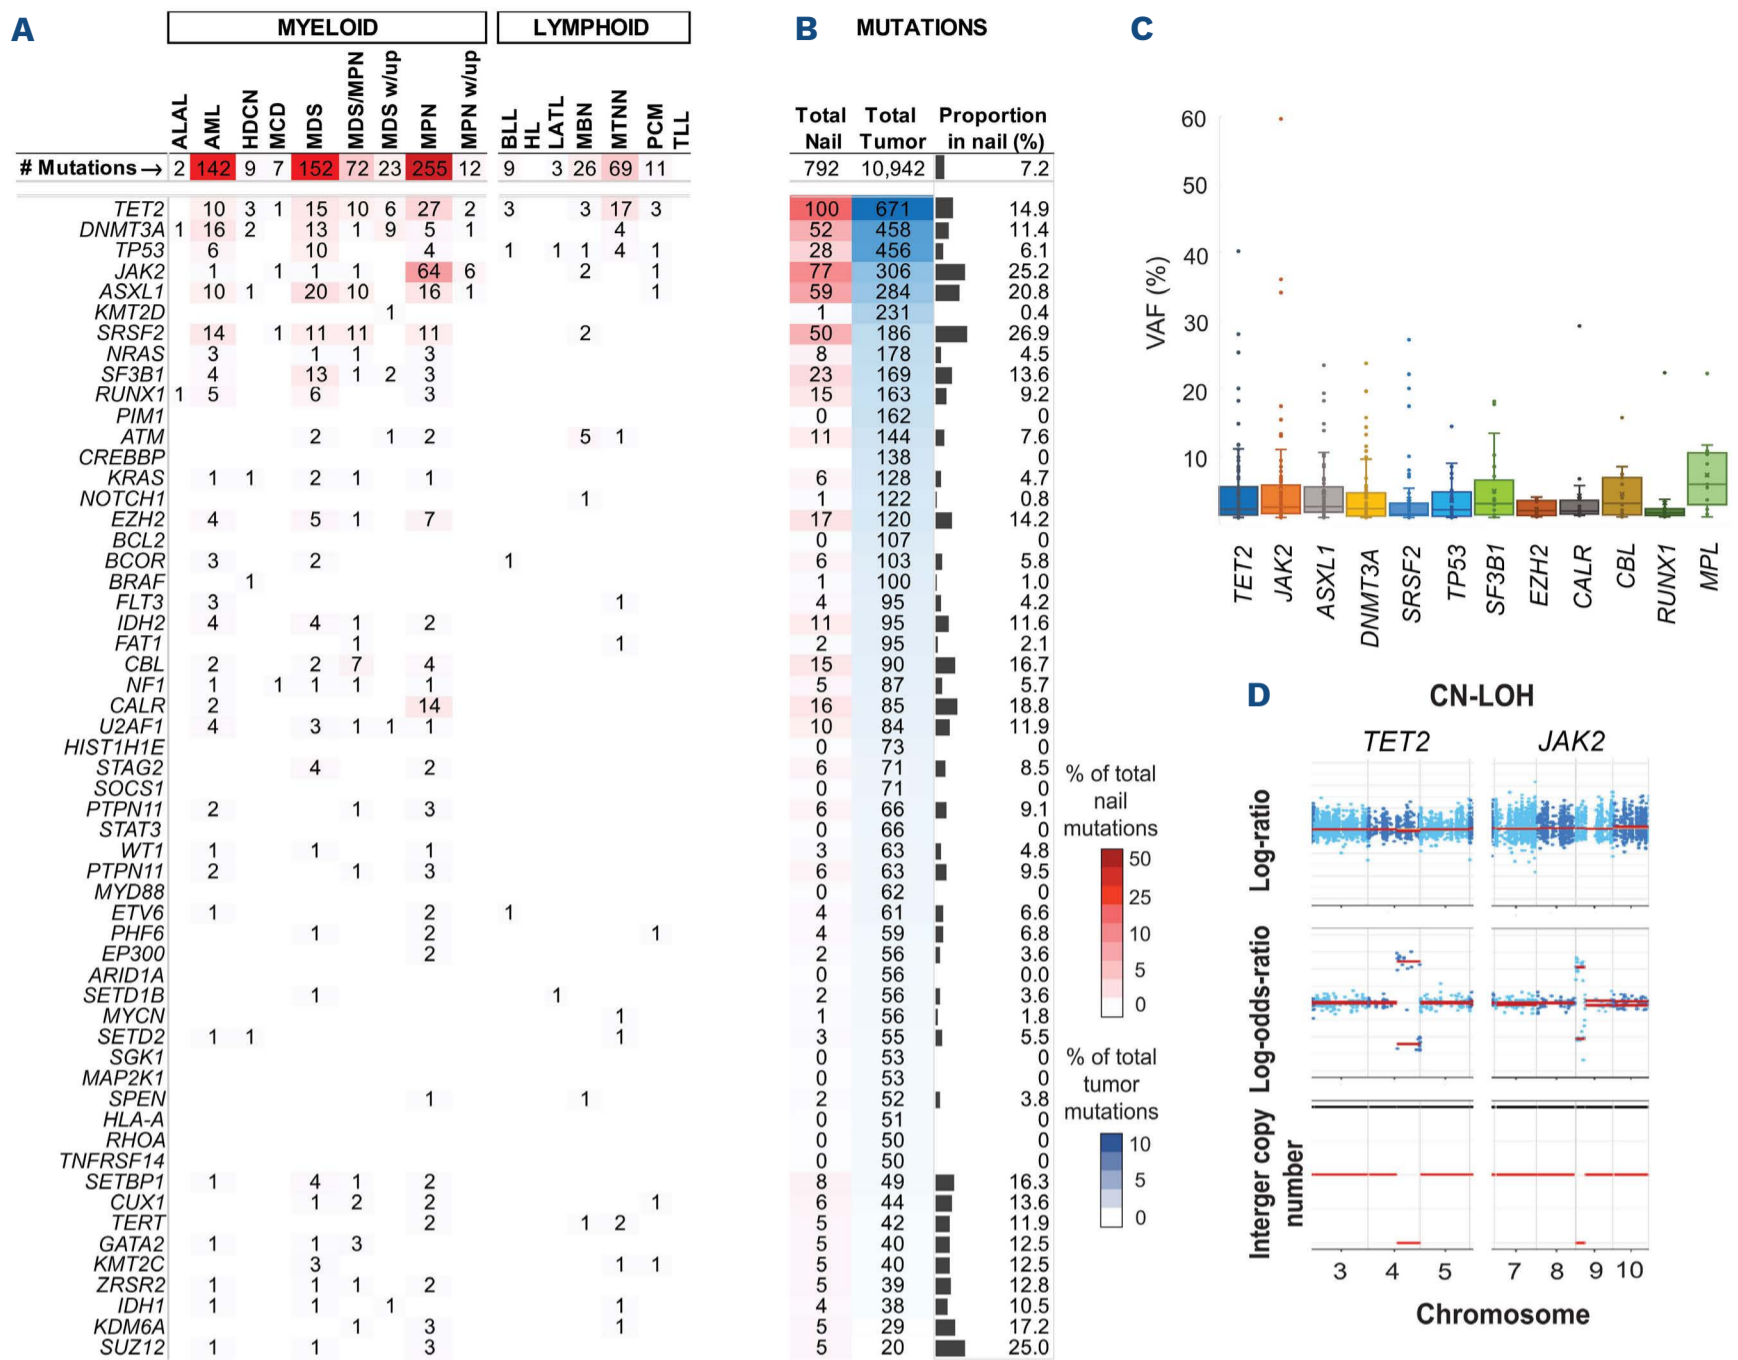 A
MYELOID
LYMPHOID
ALAL AML HDCN MCD MDS MDS/MPN MDS w/up MPN MPN w/up BLL HL LATL MBN MTNN PCM TLL
# Mutations→ 2 142 9 7 152 72 23 255 12 9 3 26 69 11
B MUTATIONS
Total Nail Total Tumor Proportion in nail (%)
792 10,942 7.2
TET2 10 3 1 15 10 6 27 2 3 3 17 3 100 671 14.9
DNMT3A 1 16 2 13 1 9 5 1 4 52 458 11.4
TP53 6 10 4 1 1 1 4 1 28 456 6.1
JAK2 1 1 1 1 64 6 2 1 77 306 25.2
ASXL1 10 1 20 10 16 1 1 59 284 20.8
KMT2D 1 1 231 0.4
SRSF2 14 1 11 11 11 2 50 186 26.9
NRAS 3 1 1 3 8 178 4.5
SF3B1 4 13 1 2 3 23 169 13.6
RUNX1 1 5 6 3 15 163 9.2
PIM1 0 162 0
ATM 2 1 2 5 1 11 144 7.6
CREBBP 138 0
KRAS 1 1 2 1 1 6 128 4.7
NOTCH1 1 1 122 0.8
EZH2 4 5 1 7 17 120 14.2
BCL2 0 107 0
BCOR 3 2 1 6 103 5.8
BRAF 1 1 100 1.0
FLT3 3 1 4 95 4.2
IDH2 4 4 1 2 11 95 11.6
FAT1 1 1 2 95 2.1
CBL 2 2 7 4 15 90 16.7
NF1 1 1 1 1 1 5 87 5.7
CALR 2 14 16 85 18.8
U2AF1 4 3 1 1 1 10 84 11.9
HIST1H1E 0 73 0
STAG2 4 2 6 71 8.5
SOCS1 0 71 0
PTPN11 2 1 3 6 66 9.1
STAT3 0 66 0
WT1 1 1 1 3 63 4.8
PTPN11 2 1 3 6 63 9.5
MYD88 0 62 0
ETV6 1 2 1 4 61 6.6
PHF6 1 2 1 4 59 6.8
EP300 2 2 56 3.6
ARID1A 0 56 0.0
SETD1B 1 1 2 56 3.6
MYCN 1 1 56 1.8
SETD2 1 1 1 3 55 5.5
SGK1 0 53 0
MAP2K1 0 53 0
SPEN 1 1 2 52 3.8
HLA-A 0 51 0
RHOA 0 50 0
TNFRSF14 0 50 0
SETBP1 1 4 1 2 8 49 16.3
CUX1 1 2 2 1 6 44 13.6
TERT 2 1 2 5 42 11.9
GATA2 1 1 3 5 40 12.5
KMT2C 3 1 1 5 40 12.5
ZRSR2 1 1 1 2 5 39 12.8
IDH1 1 1 1 1 4 38 10.5
KDM6A 1 3 1 5 29 17.2
SUZ12 1 1 3 5 20 25.0
% of total
nail
mutations
50
25
10
5
0
% of total
tumor
mutations
10
5
0
C
VAF (%)
60
50
40
30
20
10
TET2 JAK2 ASXL1 DNMT3A SRSF2 TP53 SF3B1 EZH2 CALR CBL RUNX1 MPL
D
CN-LOH
TET2 JAK2
Log-ratio
Log-odds-ratio
Interger copy
number
3 4 5 7 8 9 10
Chromosome